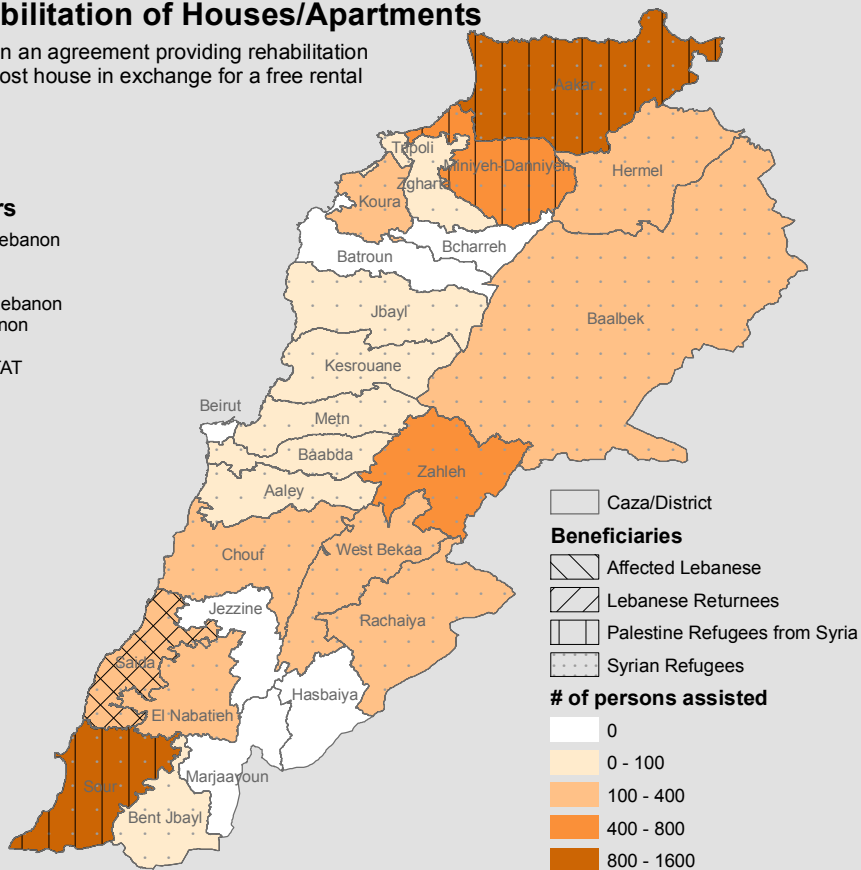 bilitation of Houses/Apartments
n an agreement providing rehabilitation
ost house in exchange for a free rental
rs
ebanon
ebanon
non
TAT
Aakar
Tripoli
Miniyeh-Danniyeh
Zgharta
Hermel
Koura
Bcharreh
Batroun
Jbayl
Baalbek
Kesrouane
Beirut
Metn
Baabda
Zahleh
Aaley
Chouf
West Bekaa
Jezzine
Rachaiya
Saida
Hasbaiya
El Nabatieh
Marjaayoun
Sour
Bent Jbayl
Caza/District
Beneficiaries
Affected Lebanese
Lebanese Returnees
Palestine Refugees from Syria
Syrian Refugees
# of persons assisted
0
0 - 100
100 - 400
400 - 800
800 - 1600